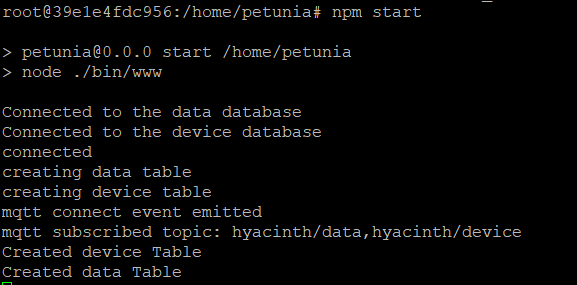 root@39e1e4fdc956:/home/petunia# npm start
> petunia@0.0.0 start /home/petunia
> node ./bin/www
Connected to the data database
Connected to the device database
connected
creating data table
creating device table
mqtt connect event emitted
mqtt subscribed topic: hyacinth/data,hyacinth/device
Created device Table
Created data Table